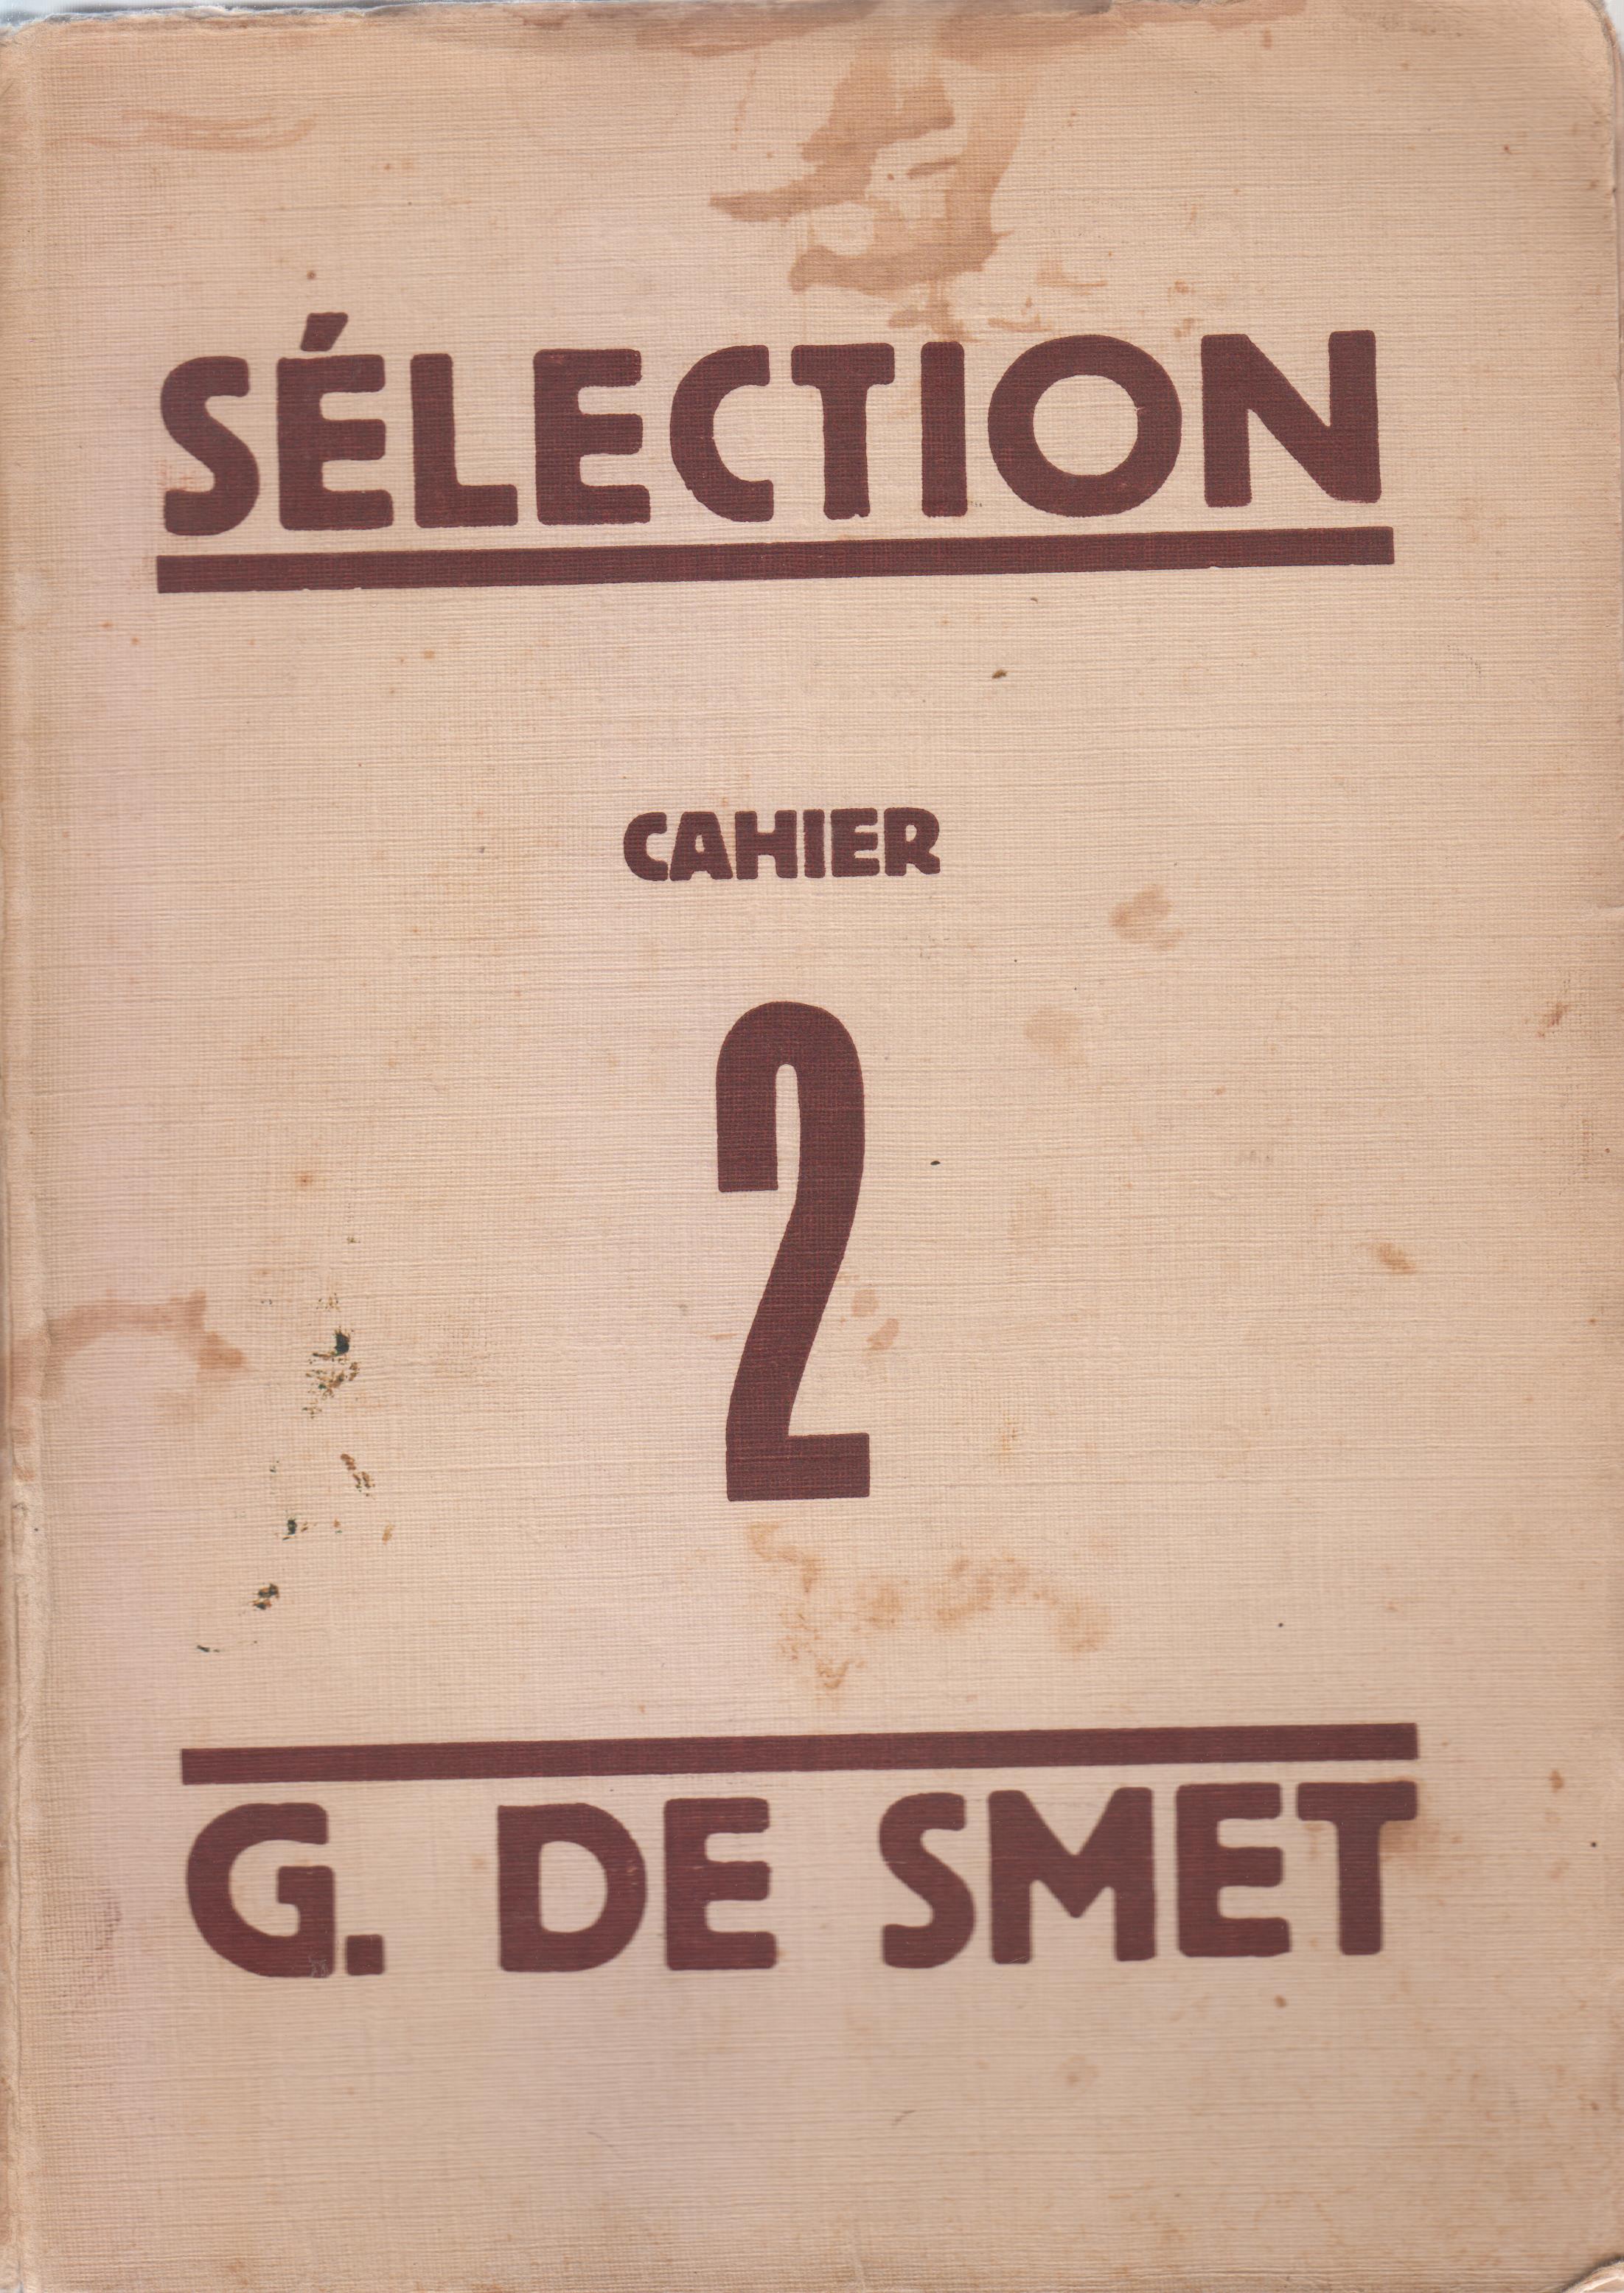 SÉLECTION
CAHIER
2
G. DE SMET